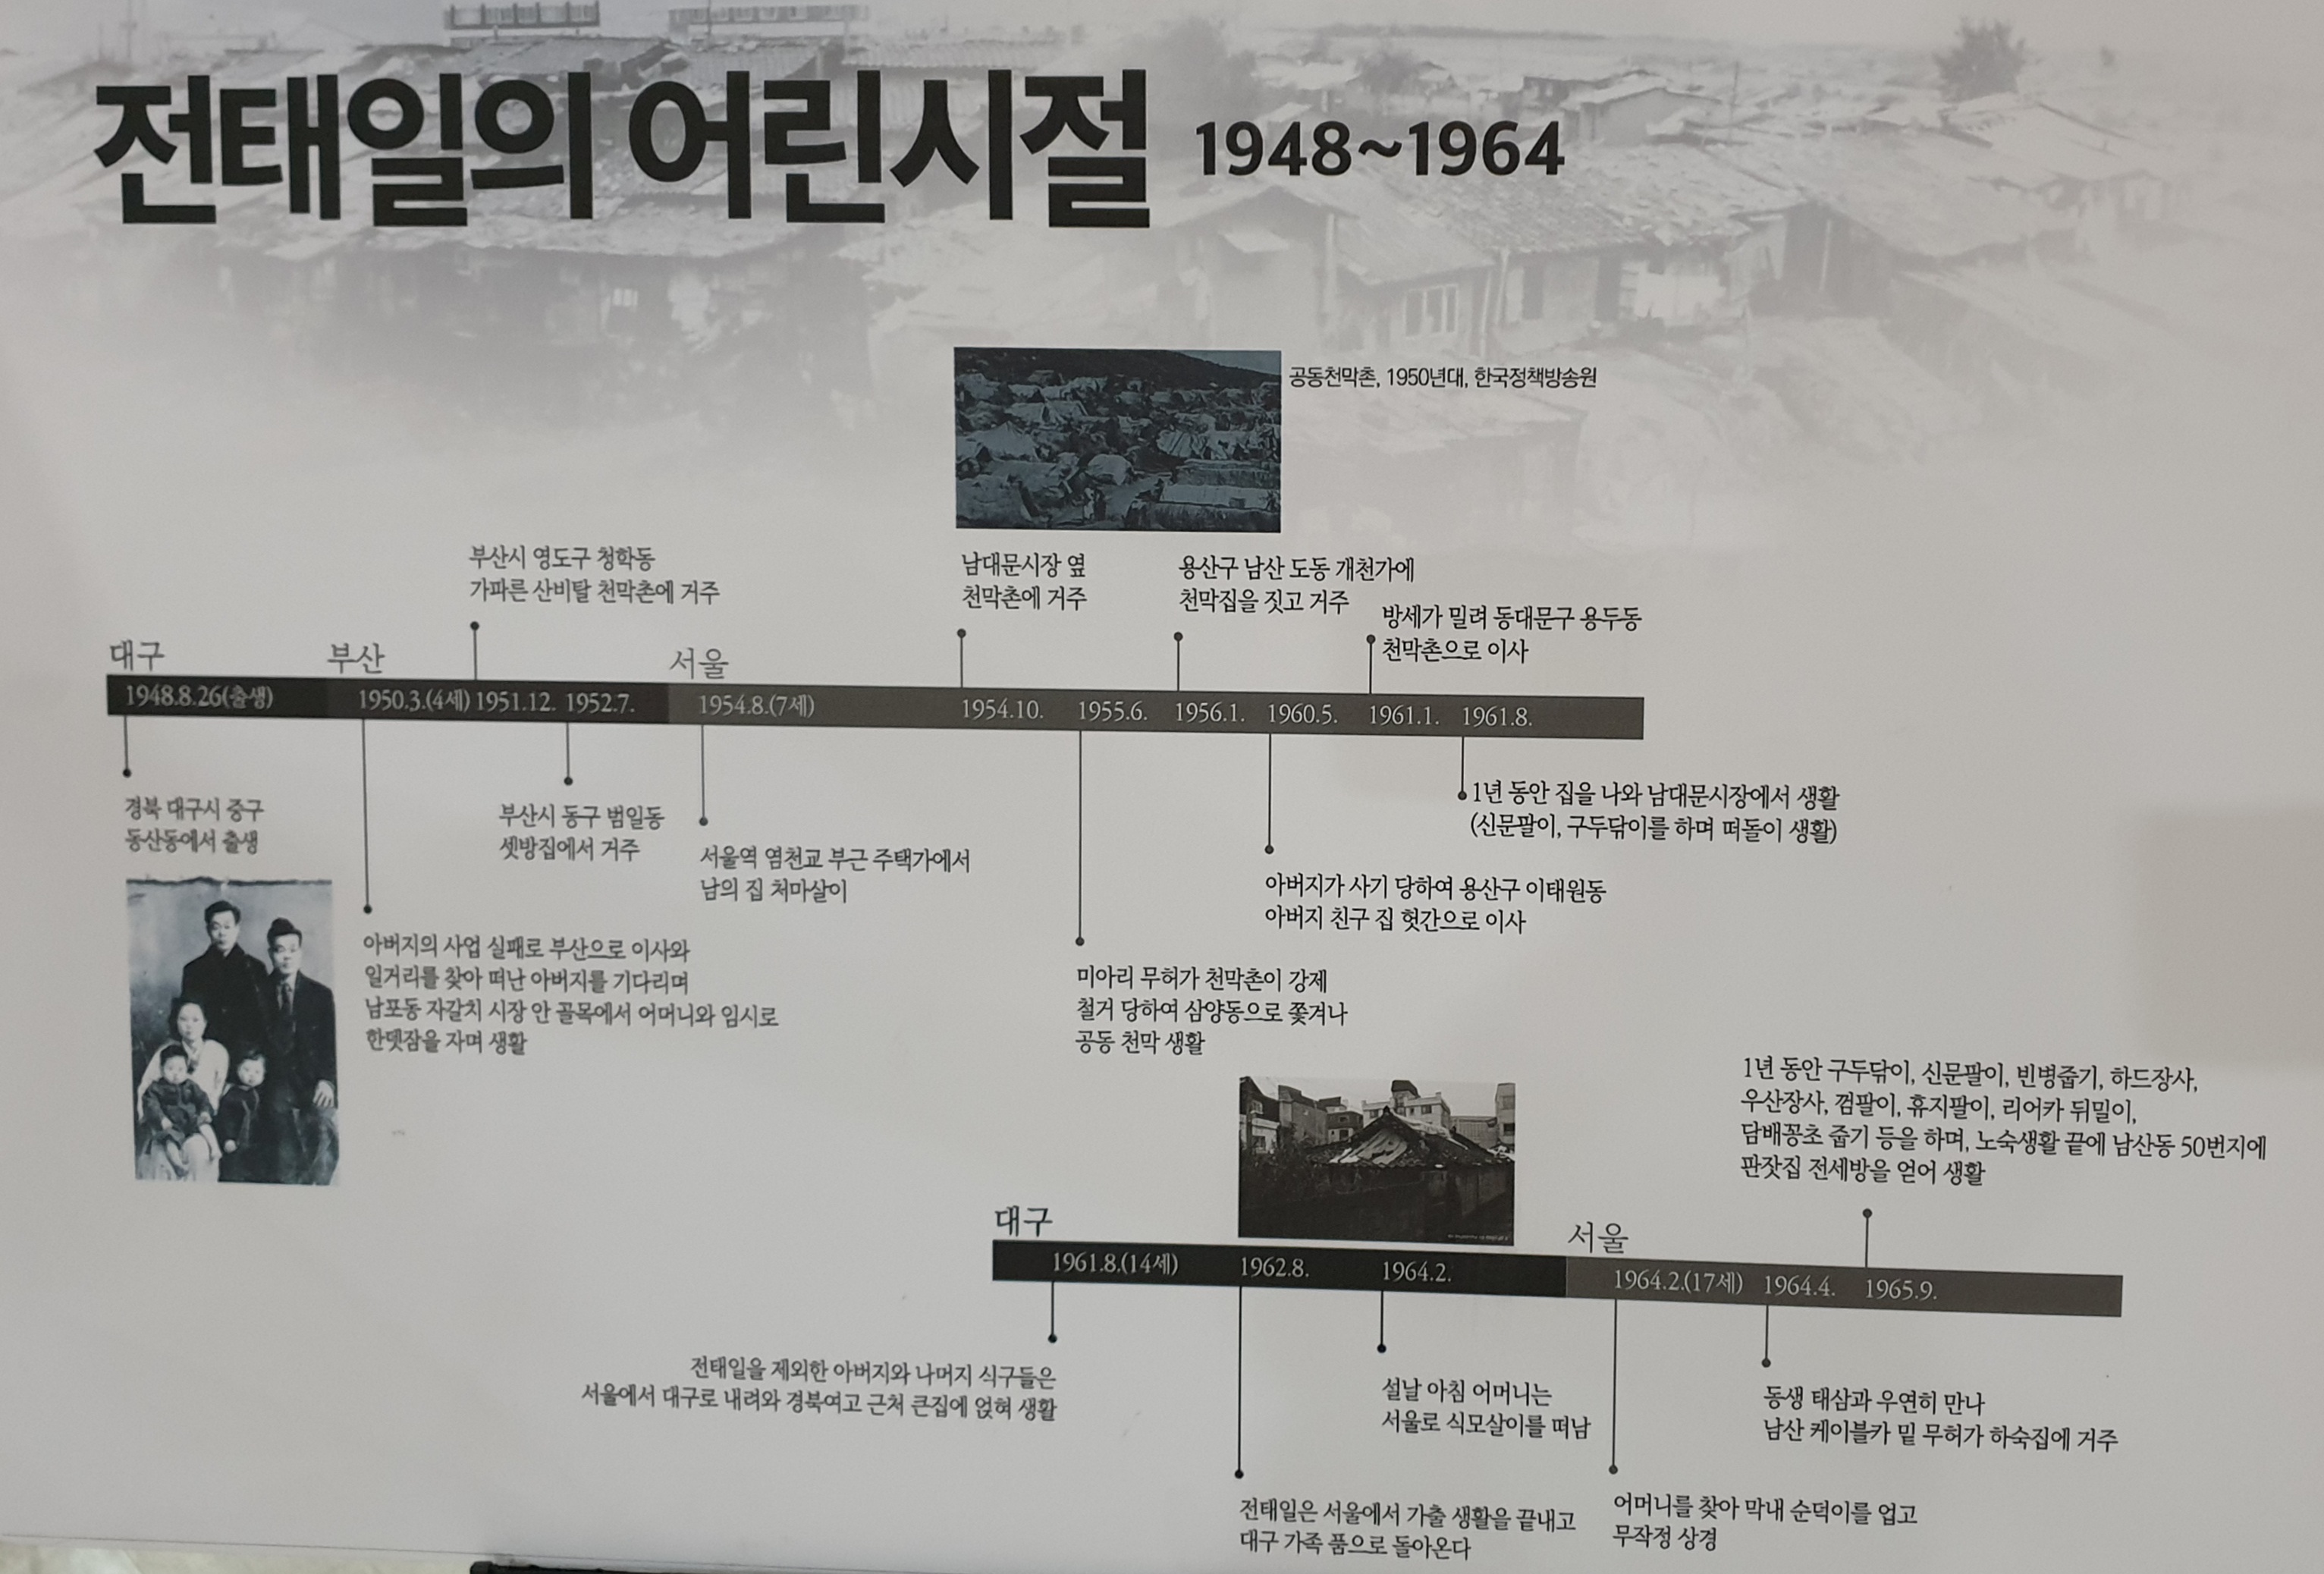 전태일의 어린시절 1948~1964
공동천막촌, 1950년대, 한국정책방송원
부산시 영도구 청학동
가파른 산비탈 천막촌에 거주
남대문시장 옆
천막촌에 거주
용산구 남산 도동 개천가에
천막집을 짓고 거주
방세가 밀려 동대문구 용두동
천막촌으로 이사
대구 부산 서울
1948.8.26(출생) 1950.3.(4세) 1951.12. 1952.7. 1954.8.(7세) 1954.10. 1955.6. 1956.1. 1960.5. 1961.1. 1961.8.
경북 대구시 중구
동산동에서 출생
아버지의 사업 실패로 부산으로 이사와
일거리를 찾아 떠난 아버지를 기다리며
남포동 자갈치 시장 안 골목에서 어머니와 임시로
한뎃잠을 자며 생활
부산시 동구 범일동
셋방집에서 거주
서울역 염천교 부근 주택가에서
남의 집 처마살이
미아리 무허가 천막촌이 강제
철거 당하여 삼양동으로 쫓겨나
공동 천막 생활
아버지가 사기 당하여 용산구 이태원동
아버지 친구 집 헛간으로 이사
1년 동안 집을 나와 남대문시장에서 생활
(신문팔이, 구두닦이를 하며 떠돌이 생활)
1년 동안 구두닦이, 신문팔이, 빈병줍기, 하드장사,
우산장사, 껌팔이, 휴지팔이, 리어카 뒤밀이,
담배꽁초 줍기 등을 하며, 노숙생활 끝에 남산동 50번지에
판잣집 전세방을 얻어 생활
대구 서울
1961.8.(14세) 1962.8. 1964.2. 1964.2.(17세) 1964.4. 1965.9.
전태일을 제외한 아버지와 나머지 식구들은
서울에서 대구로 내려와 경북여고 근처 큰집에 얹혀 생활
전태일은 서울에서 가출 생활을 끝내고
대구 가족 품으로 돌아온다
설날 아침 어머니는
서울로 식모살이를 떠남
어머니를 찾아 막내 순덕이를 업고
무작정 상경
동생 태삼과 우연히 만나
남산 케이블카 밑 무허가 하숙집에 거주